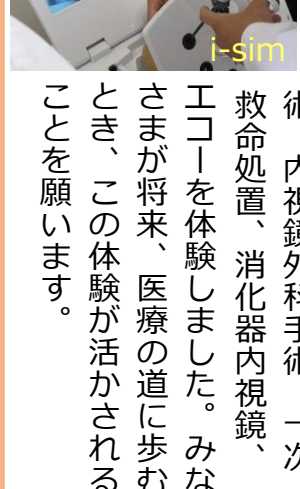 i-sim
術、内視鏡外科手術、一次
救命処置、消化器内視鏡、
エコーを体験しました。みな
さまが将来、医療の道に歩む
とき、この体験が活かされる
ことを願います。